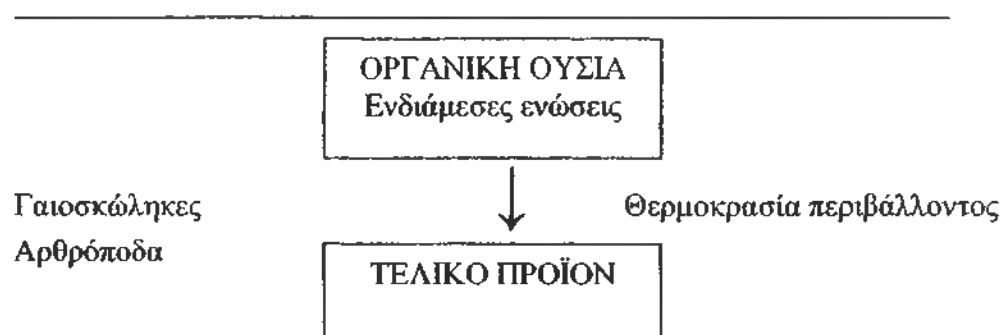 ΟΡΓΑΝΙΚΗ ΟΥΣΙΑ
Ενδιάμεσες ενώσεις
Γαιοσκώληκες
Θερμοκρασία περιβάλλοντος
Αρθρόποδα
ΤΕΛΙΚΟ ΠΡΟΪΟΝ